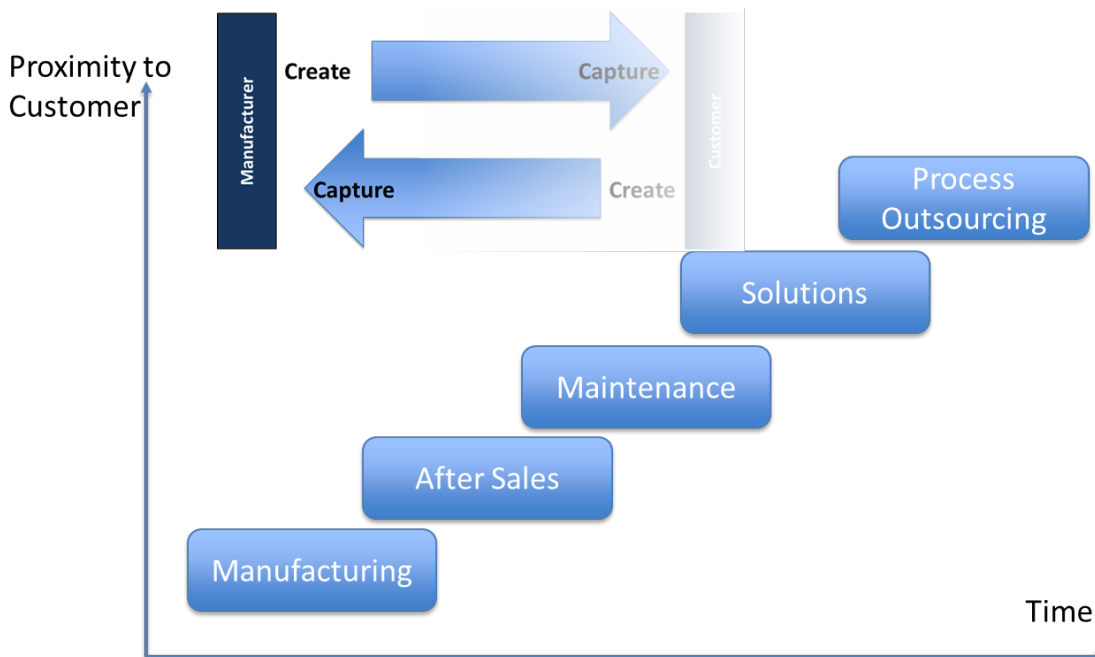 Proximity to
Customer
Manufacturer
Create
Capture
Customer
Capture
Create
Process
Outsourcing
Solutions
Maintenance
After Sales
Manufacturing
Time